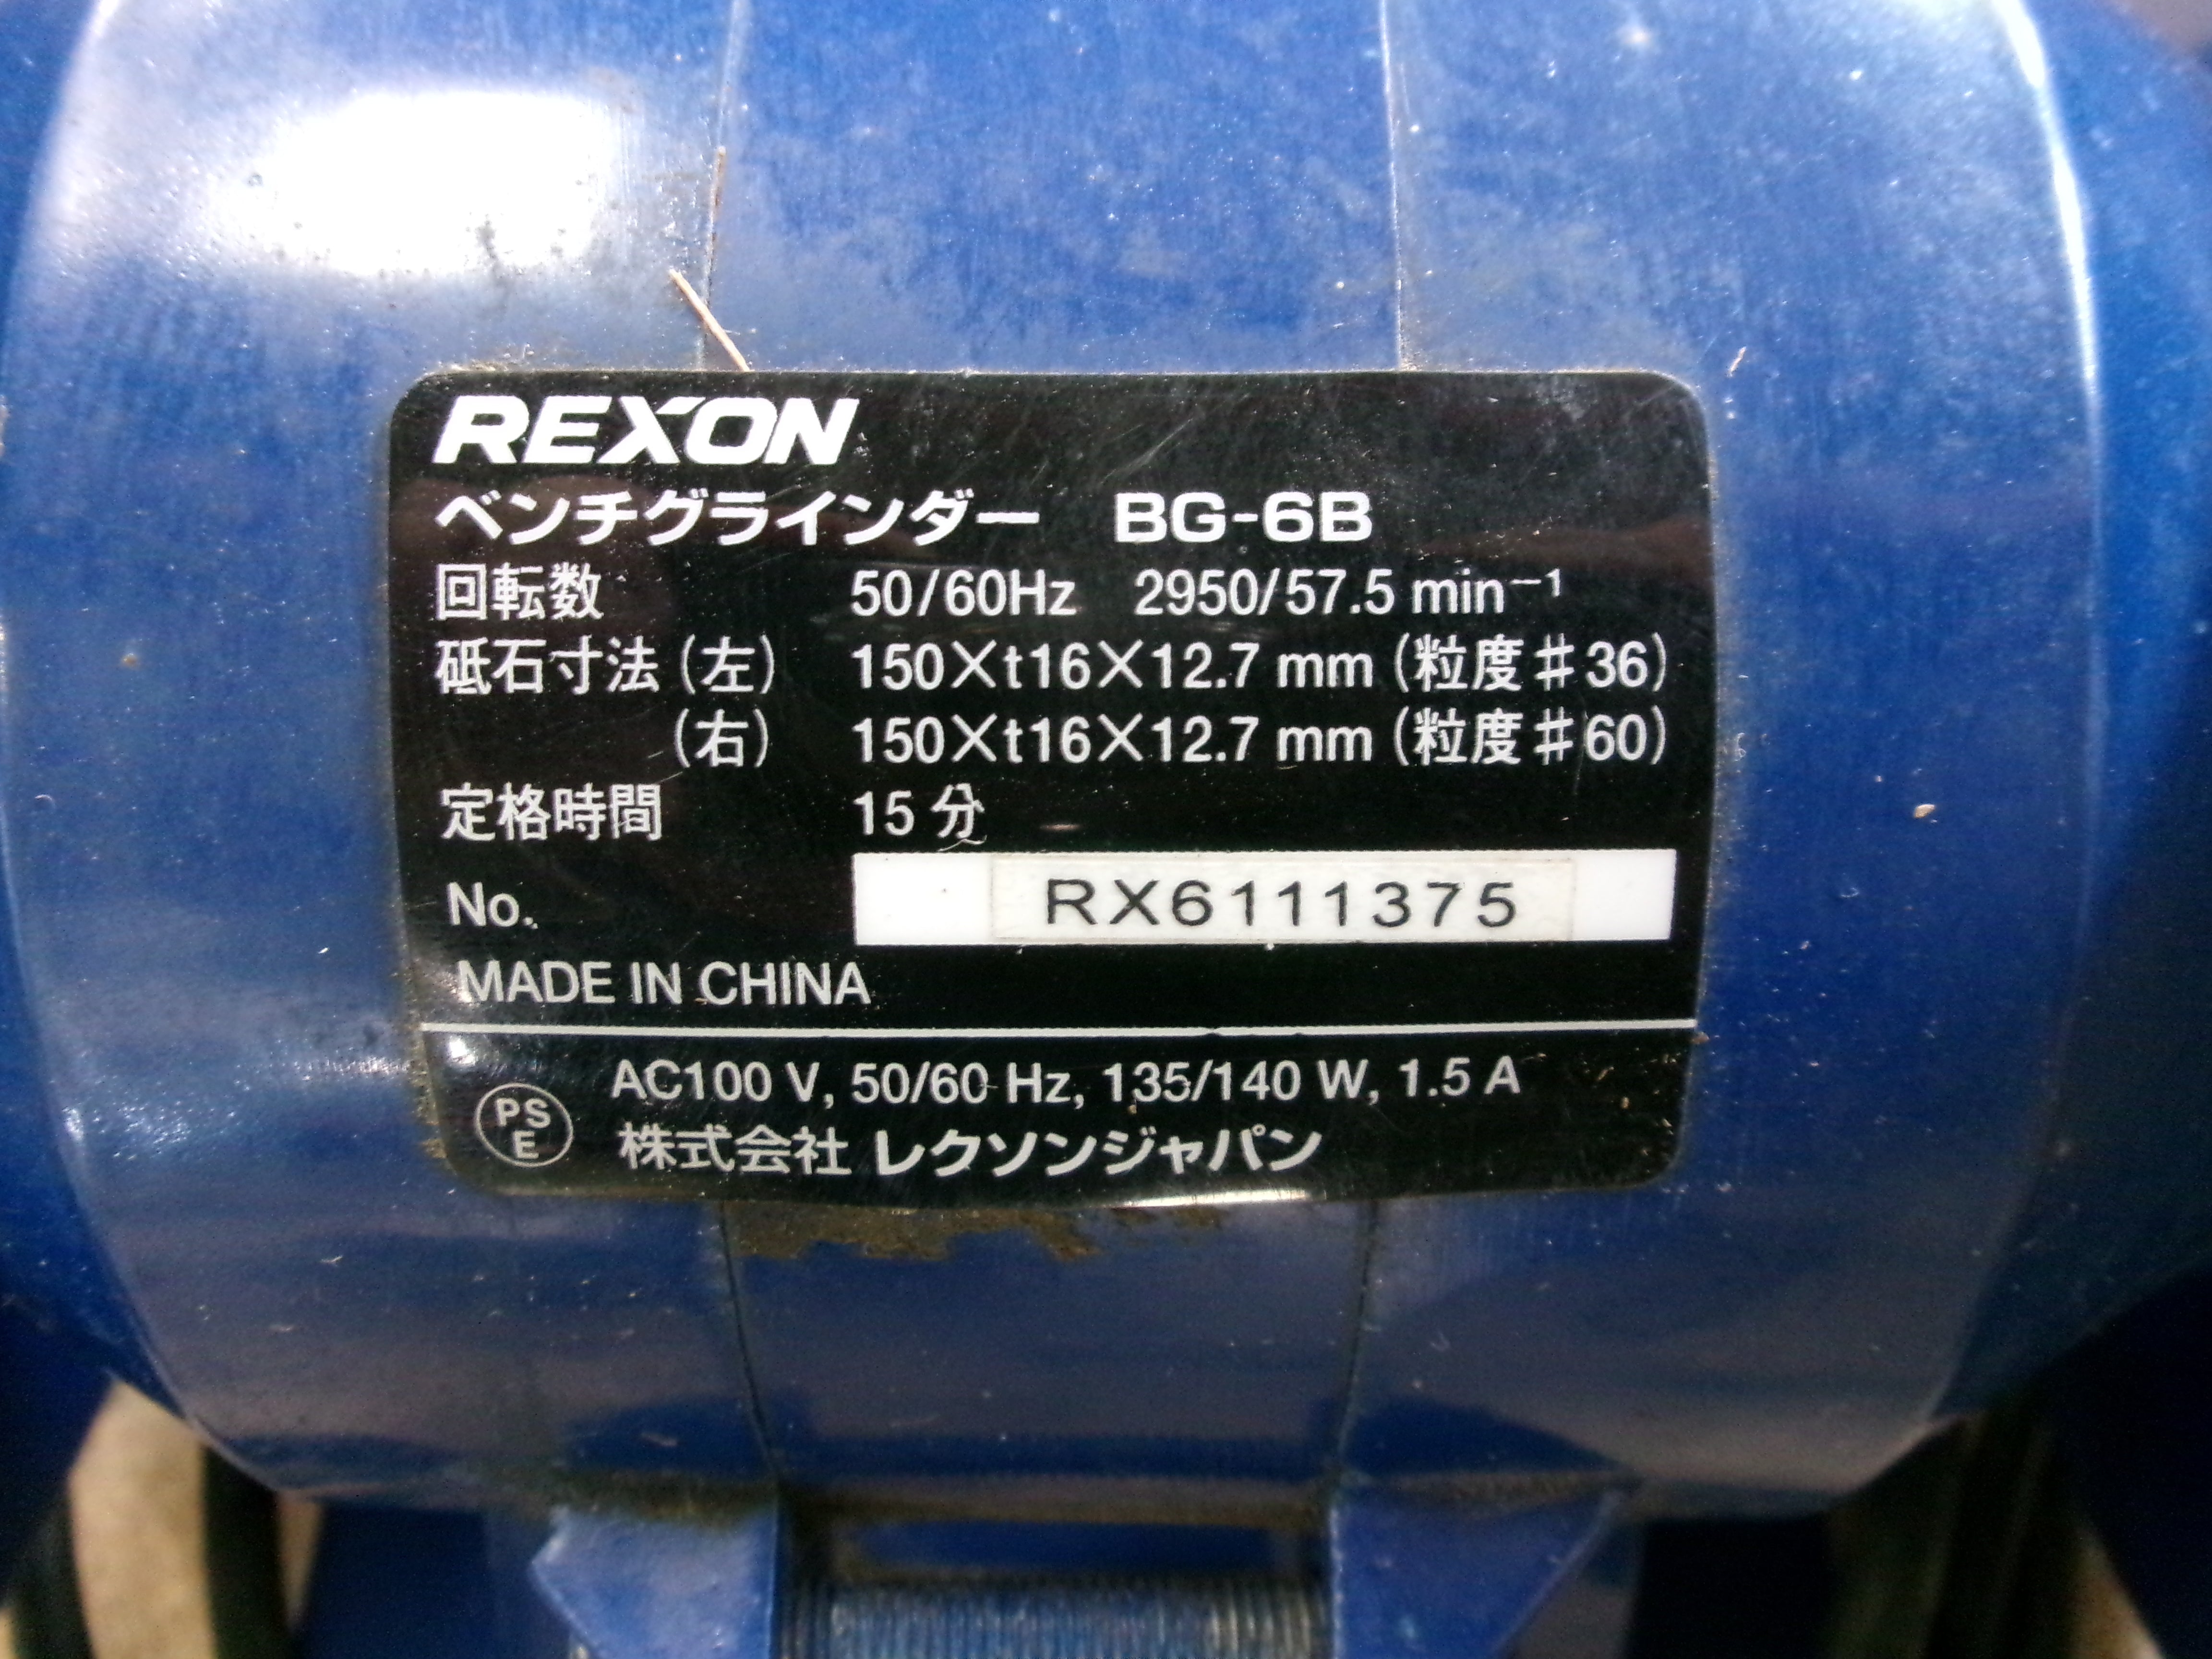 REXON
ベンチグラインダー BG-6B
回転数 50/60Hz 2950/57.5 min⁻¹
砥石寸法 (左) 150×t16×12.7 mm (粒度♯36)
(右) 150×t16×12.7 mm (粒度♯60)
定格時間 15 分
No. RX6111375
MADE IN CHINA
AC100 V, 50/60 Hz, 135/140 W, 1.5 A
PS
E
株式会社 レクソンジャパン